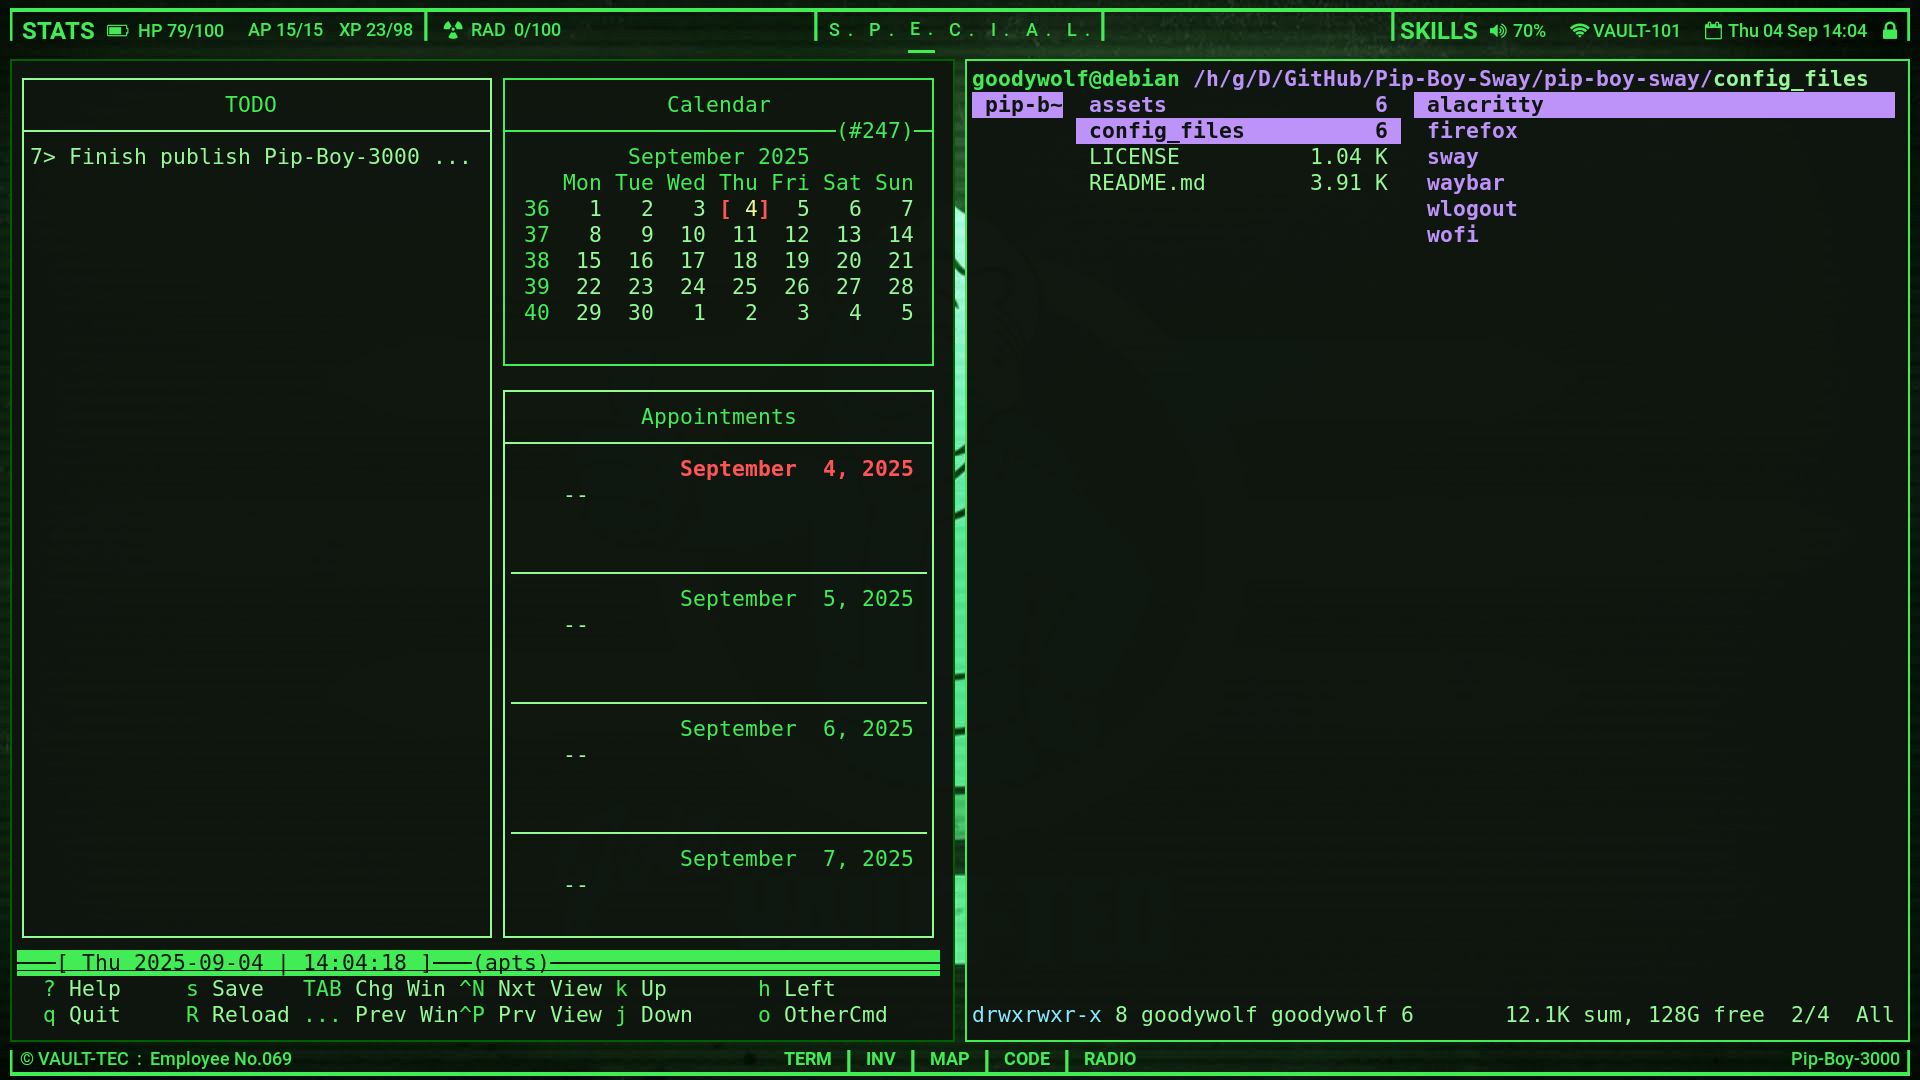 STATS HP 79/100 AP 15/15 XP 23/98 RAD 0/100 S. P. E. C. I. A. L. SKILLS 70% VAULT-101 Thu 04 Sep 14:04
TODO
7> Finish publish Pip-Boy-3000 ...
Calendar
(#247)
September 2025
Mon Tue Wed Thu Fri Sat Sun
36 1 2 3 [ 4] 5 6 7
37 8 9 10 11 12 13 14
38 15 16 17 18 19 20 21
39 22 23 24 25 26 27 28
40 29 30 1 2 3 4 5
Appointments
September 4, 2025
--
September 5, 2025
--
September 6, 2025
--
September 7, 2025
--
[ Thu 2025-09-04 | 14:04:18 ] (apts)
? Help s Save TAB Chg Win ^N Nxt View k Up h Left
q Quit R Reload ... Prev Win^P Prv View j Down o OtherCmd
goodywolf@debian /h/g/D/GitHub/Pip-Boy-Sway/pip-boy-sway/config_files
pip-b~ assets 6 alacritty
config_files 6 firefox
LICENSE 1.04 K sway
README.md 3.91 K waybar
wlogout
wofi
drwxrwxr-x 8 goodywolf goodywolf 6 12.1K sum, 128G free 2/4 All
© VAULT-TEC : Employee No.069 TERM INV MAP CODE RADIO Pip-Boy-3000